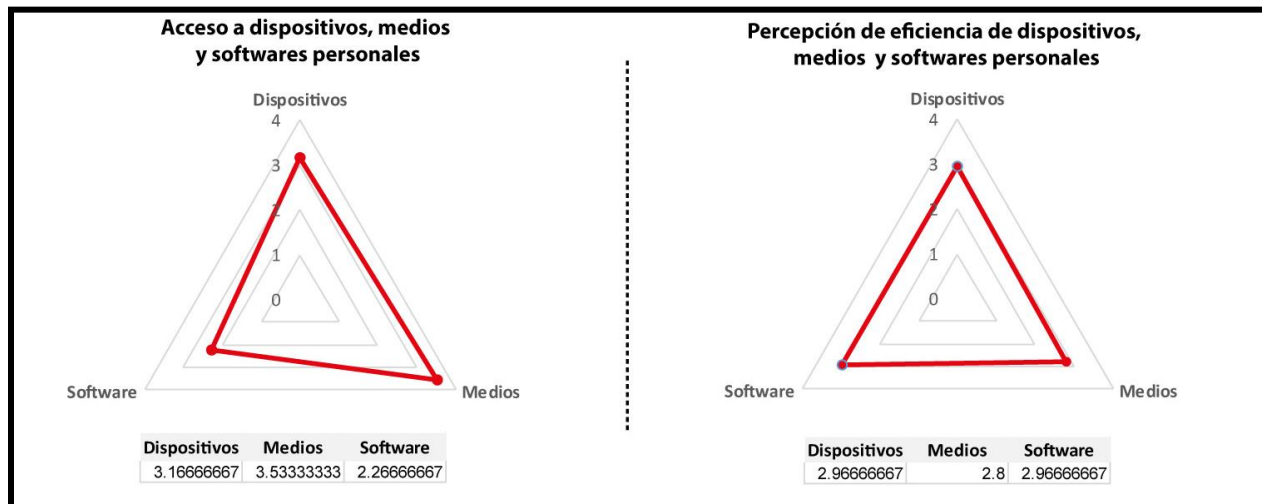 Acceso a dispositivos, medios
y softwares personales
Dispositivos
4
3
2
1
0
Software
Medios
Dispositivos Medios Software
3.16666667 3.53333333 2.26666667
Percepción de eficiencia de dispositivos,
medios y softwares personales
Dispositivos
4
3
2
1
0
Software
Medios
Dispositivos Medios Software
2.96666667 2.8 2.96666667